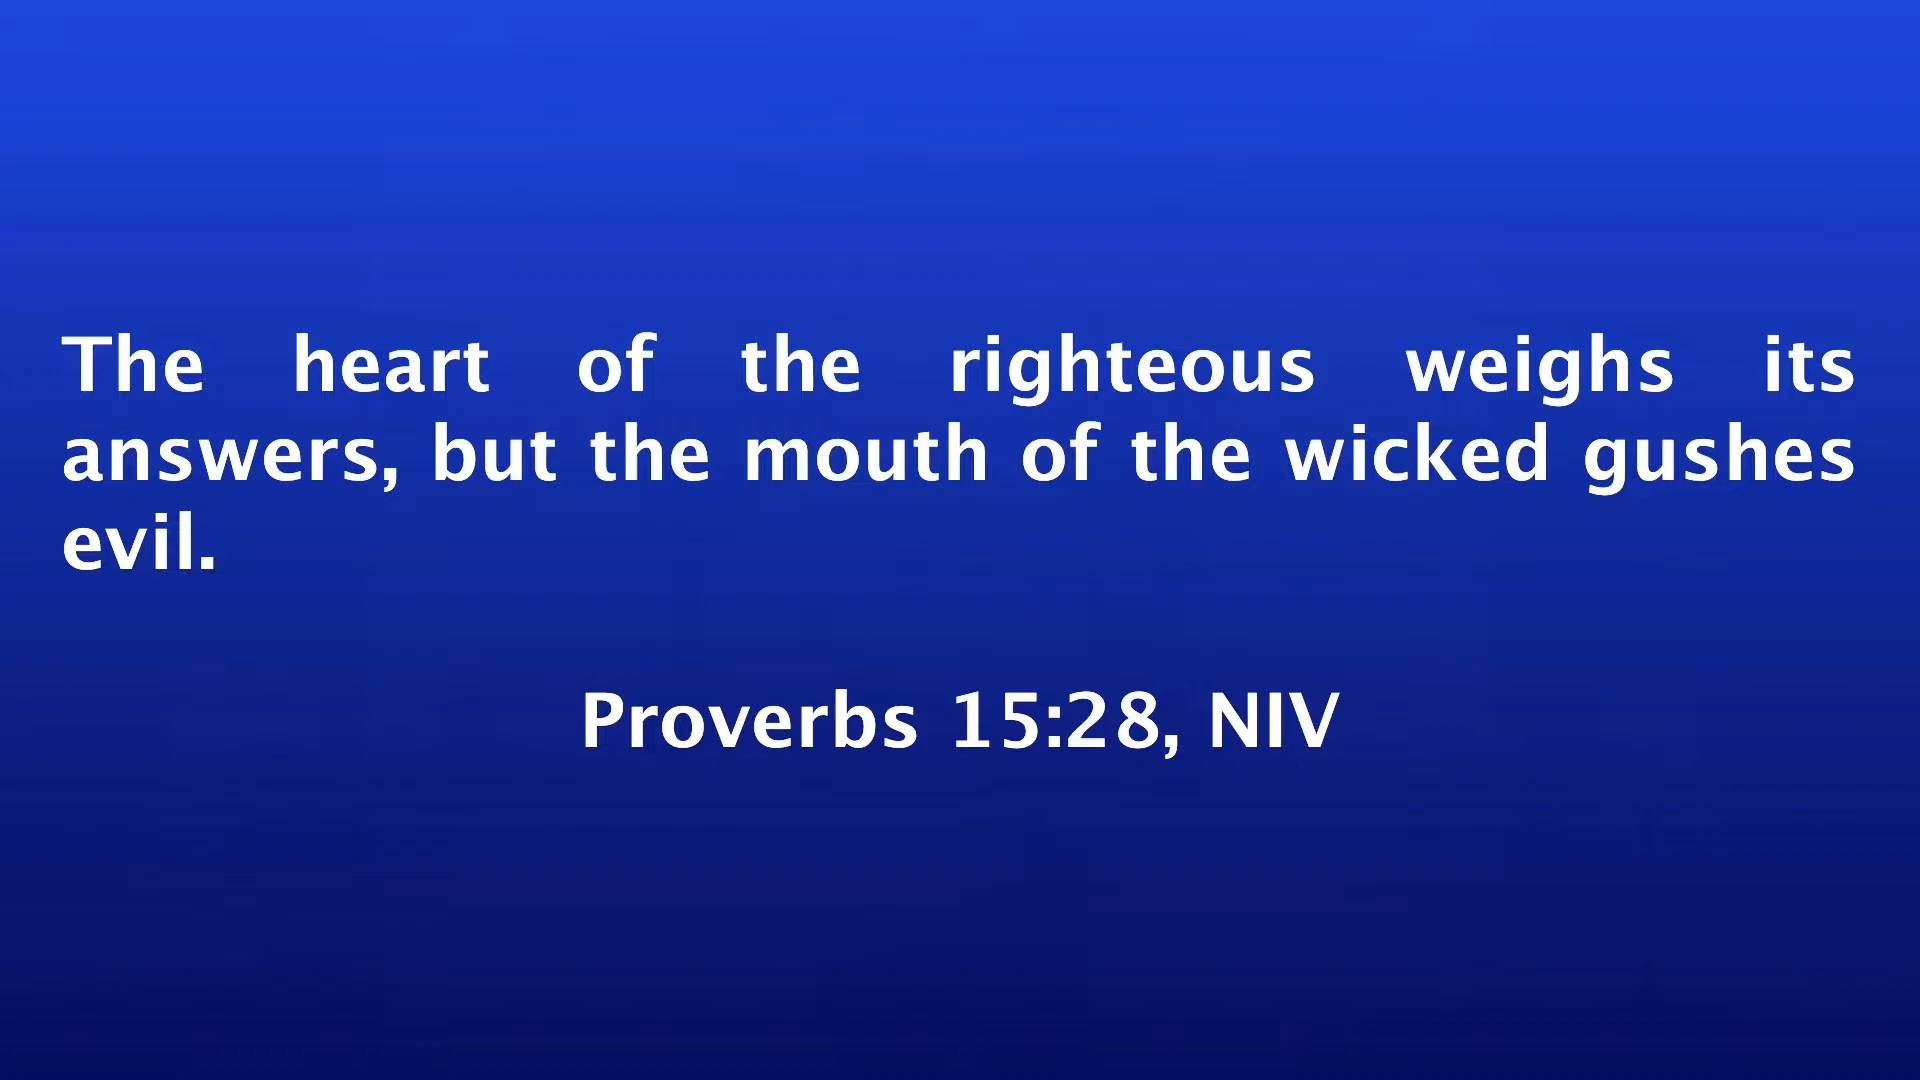 The heart of the righteous weighs its
answers, but the mouth of the wicked gushes
evil.
Proverbs 15:28, NIV